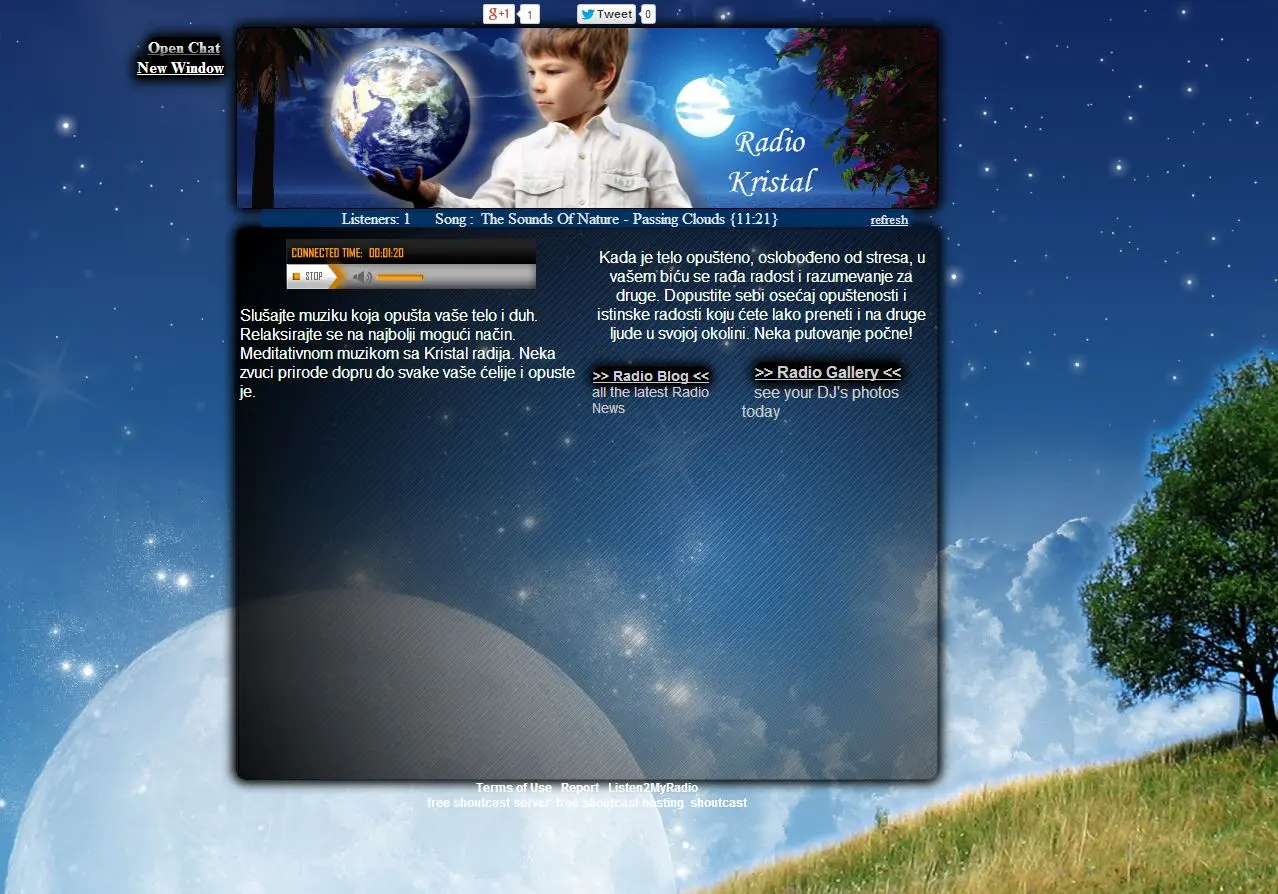 g+1 1 Tweet 0
Open Chat
New Window
Radio
Kristal
Listeners: 1 Song : The Sounds Of Nature - Passing Clouds {11:21} refresh
CONNECTED TIME: 00:01:20
STOP
Slušajte muziku koja opušta vaše telo i duh.
Relaksirajte se na najbolji mogući način.
Meditativnom muzikom sa Kristal radija. Neka
zvuci prirode dopru do svake vaše ćelije i opuste
je.
Kada je telo opušteno, oslobođeno od stresa, u
vašem biću se rađa radost i razumevanje za
druge. Dopustite sebi osećaj opuštenosti i
istinske radosti koju ćete lako preneti i na druge
ljude u svojoj okolini. Neka putovanje počne!
>> Radio Blog <<
all the latest Radio
News
>> Radio Gallery <<
see your DJ's photos
today
Terms of Use Report Listen2MyRadio
free shoutcast server free shoutcast hosting shoutcast